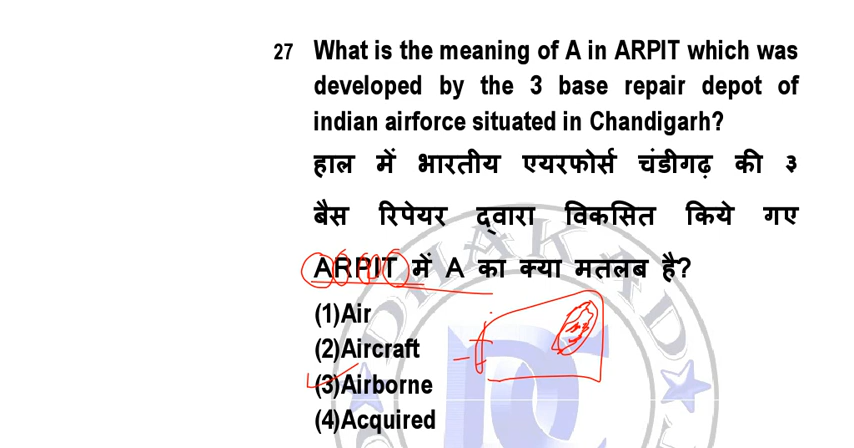 27 What is the meaning of A in ARPIT which was
developed by the 3 base repair depot of
indian airforce situated in Chandigarh?
हाल में भारतीय एयरफोर्स चंडीगढ़ की ३
बैस रिपेयर द्वारा विकसित किये गए
ARPIT में A का क्या मतलब है?
(1)Air
(2)Aircraft
(3)Airborne
(4)Acquired
DHAKAD